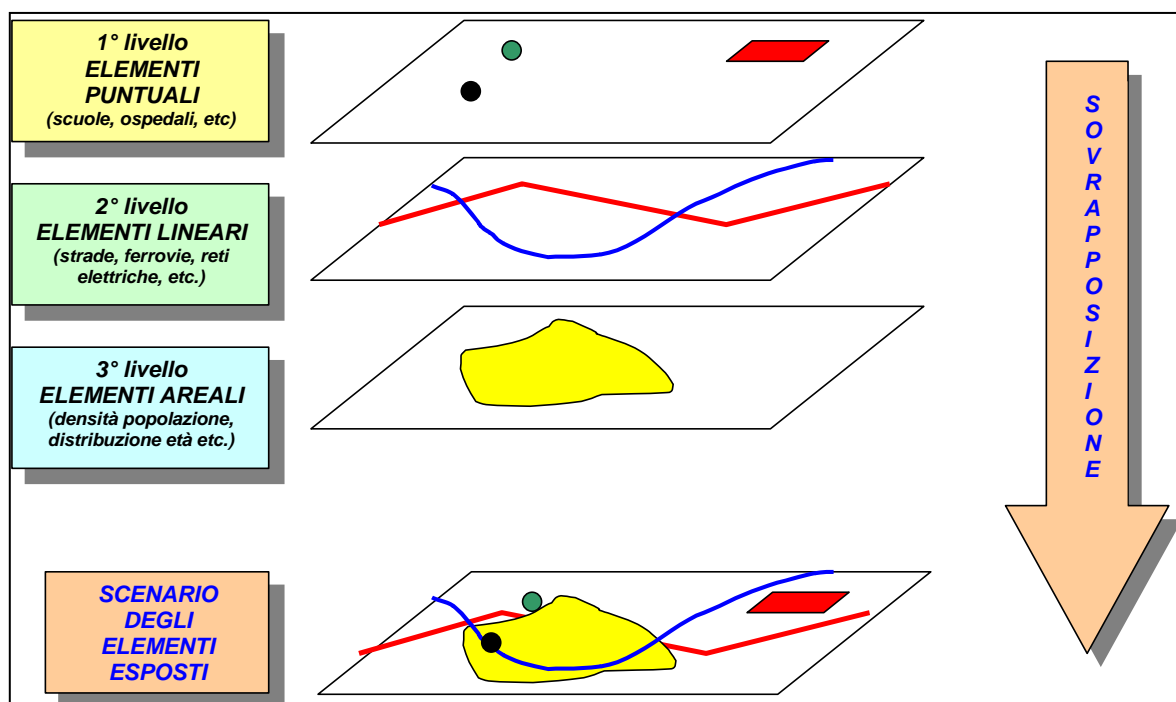 1° livello
ELEMENTI
PUNTUALI
(scuole, ospedali, etc)
2° livello
ELEMENTI LINEARI
(strade, ferrovie, reti
elettriche, etc.)
3° livello
ELEMENTI AREALI
(densità popolazione,
distribuzione età etc.)
SCENARIO
DEGLI
ELEMENTI
ESPOSTI
SOVRAPPOSIZIONE